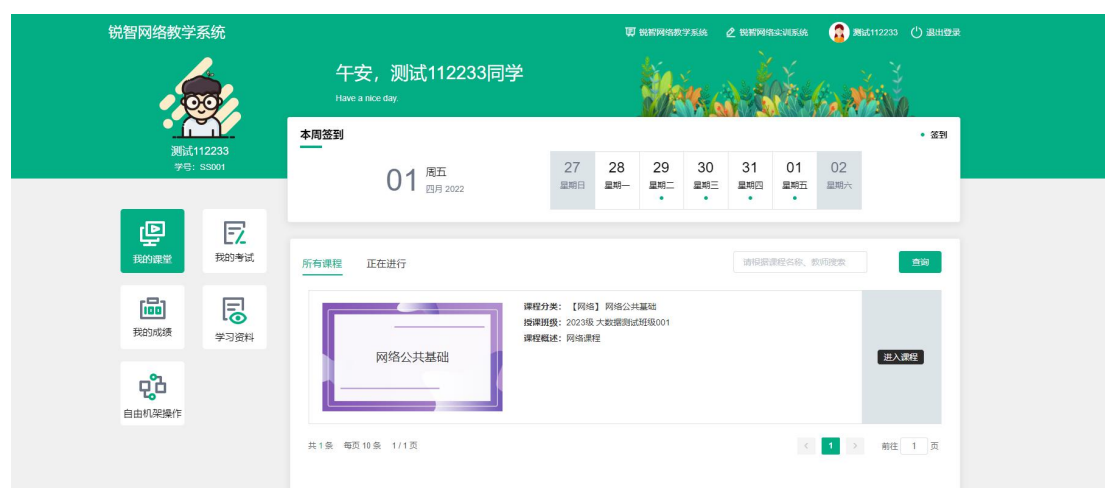 锐智网络教学系统
锐智网络教学系统 锐智网络实训系统 测试112233 退出登录
午安，测试112233同学
Have a nice day.
测试112233
学号：SS001
本周签到
签到
01 周五
四月 2022
27 28 29 30 31 01 02
星期日 星期一 星期二 星期三 星期四 星期五 星期六
我的课堂 我的考试
我的成绩 学习资料
自由机架操作
所有课程 正在进行
请根据课程名称、教师搜索 查询
网络公共基础
课程分类：【网络】网络公共基础
授课班级：2023级 大数据测试班级001
课程概述：网络课程
进入课程
共1条 每页10条 1/1页
< 1 > 前往 1 页